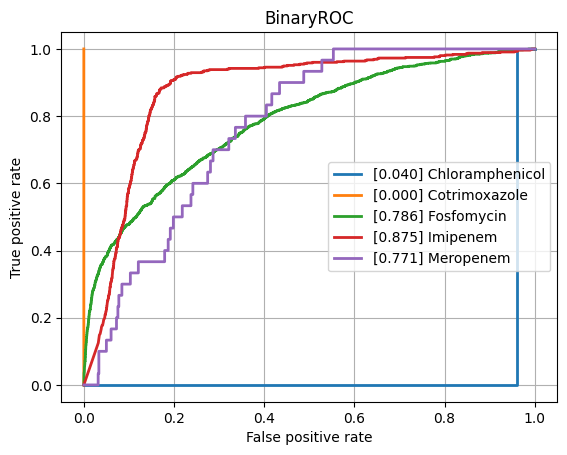 BinaryROC
True positive rate
1.0
0.8
0.6
0.4
0.2
0.0
[0.040] Chloramphenicol
[0.000] Cotrimoxazole
[0.786] Fosfomycin
[0.875] Imipenem
[0.771] Meropenem
0.0 0.2 0.4 0.6 0.8 1.0
False positive rate